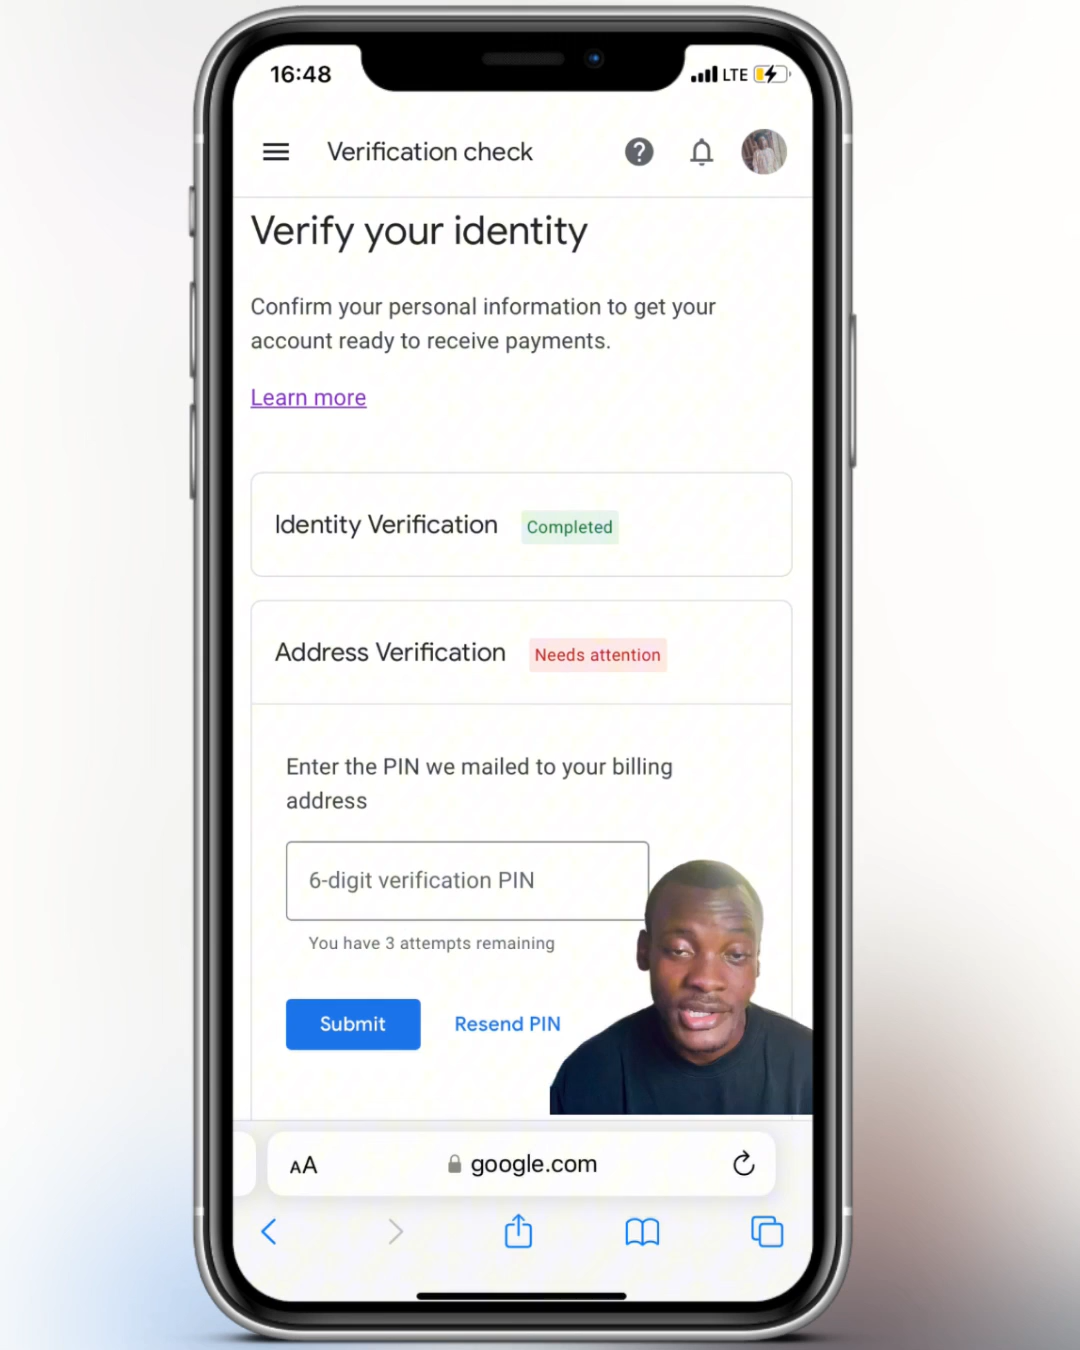 16:48
LTE
Verification check
Verify your identity
Confirm your personal information to get your
account ready to receive payments.
Learn more
Identity Verification
Completed
Address Verification
Needs attention
Enter the PIN we mailed to your billing
address
6-digit verification PIN
You have 3 attempts remaining
Submit
Resend PIN
AA
google.com